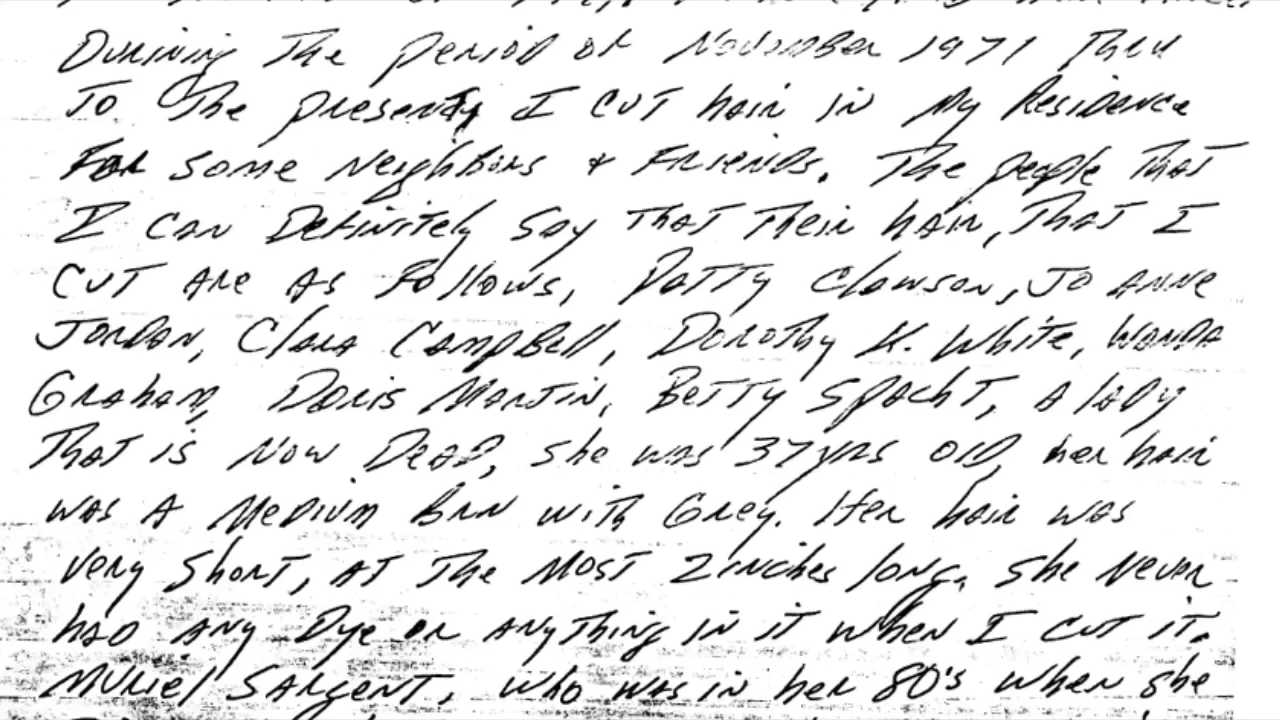 During The period of November 1971 Thru
To The present, I cut hair in My Residence
For some Neighbors & Friends. The people That
I can Definitely Say That Their hair, That I
cut Are As Follows, Patty Clawson, Jo Anne
Jordan, Clara Campbell, Dorothy K. White, Wanda
Graham, Doris Martin, Betty Spacht, A lady
That is Now Dead, she was 37 yrs old, her hair
was A Medium Brn with Grey. Her hair was
very Short, AT The Most 2 inches long. She Never
had Any Dye or Anything in it when I cut it.
Muriel Sargent, who was in her 80's when she